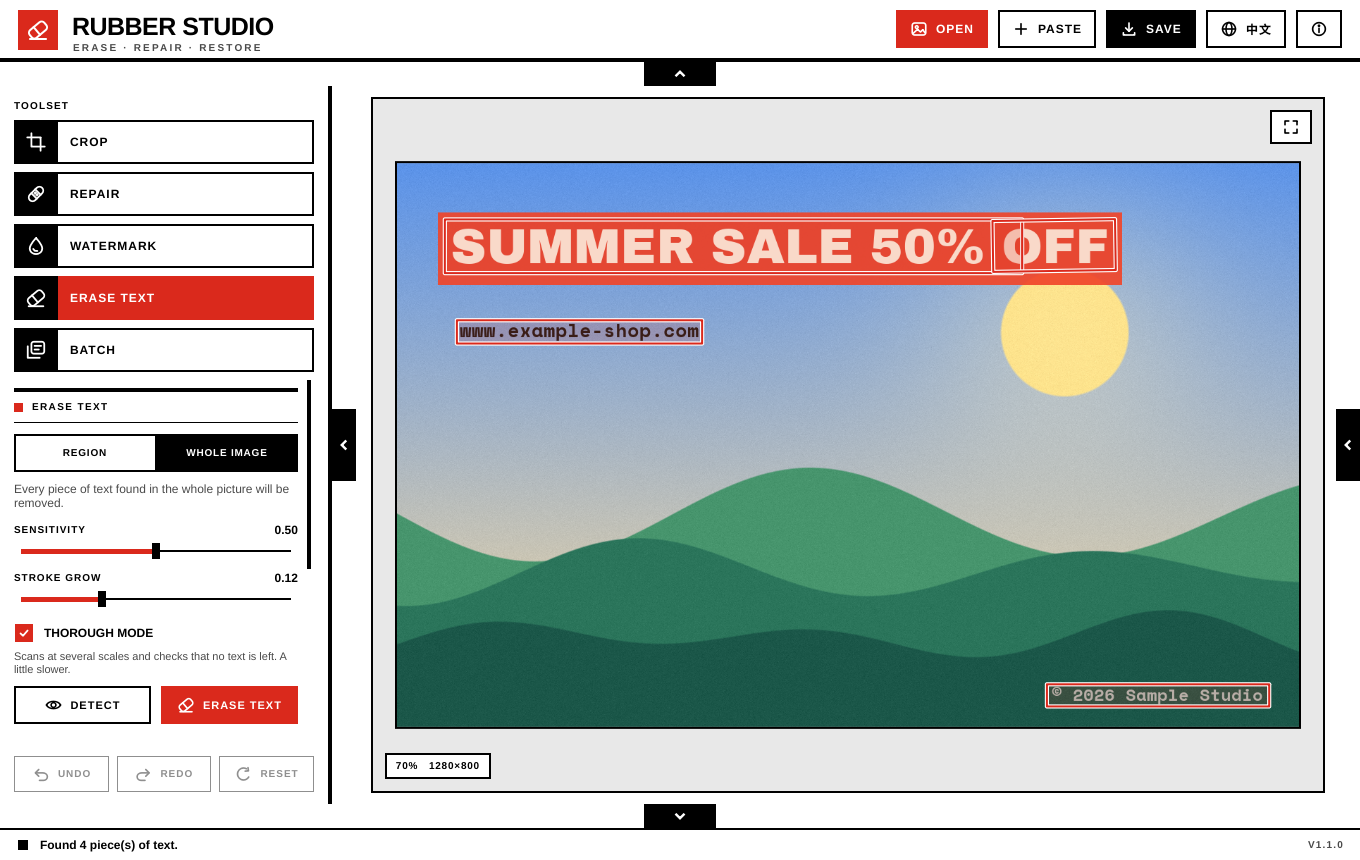 RUBBER STUDIO
ERASE · REPAIR · RESTORE
OPEN
PASTE
SAVE
中文
TOOLSET
CROP
REPAIR
WATERMARK
ERASE TEXT
BATCH
ERASE TEXT
REGION
WHOLE IMAGE
Every piece of text found in the whole picture will be
removed.
SENSITIVITY 0.50
STROKE GROW 0.12
THOROUGH MODE
Scans at several scales and checks that no text is left. A
little slower.
DETECT
ERASE TEXT
UNDO
REDO
RESET
SUMMER SALE 50% OFF
www.example-shop.com
© 2026 Sample Studio
70% 1280×800
Found 4 piece(s) of text.
V1.1.0